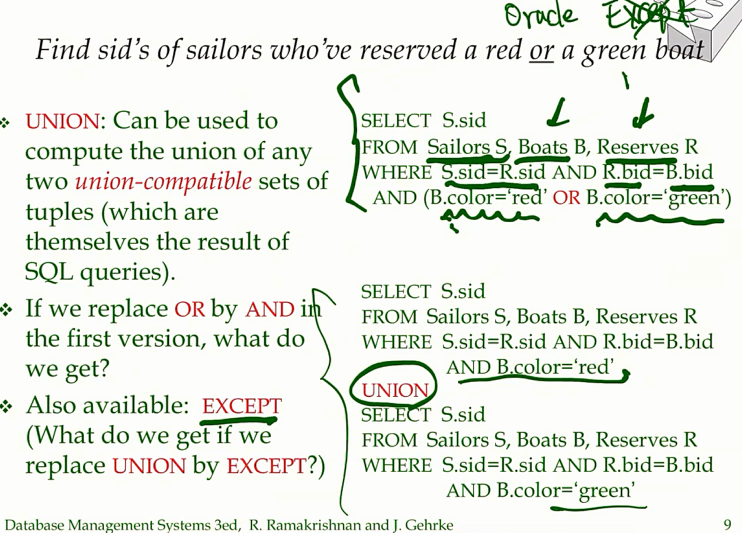 Oracle Except
Find sid's of sailors who've reserved a red or a green boat
❖ UNION: Can be used to
compute the union of any
two union-compatible sets of
tuples (which are
themselves the result of
SQL queries).
❖ If we replace OR by AND in
the first version, what do
we get?
❖ Also available: EXCEPT
(What do we get if we
replace UNION by EXCEPT?)
SELECT S.sid
FROM Sailors S, Boats B, Reserves R
WHERE S.sid=R.sid AND R.bid=B.bid
AND (B.color='red' OR B.color='green')
SELECT S.sid
FROM Sailors S, Boats B, Reserves R
WHERE S.sid=R.sid AND R.bid=B.bid
AND B.color='red'
UNION
SELECT S.sid
FROM Sailors S, Boats B, Reserves R
WHERE S.sid=R.sid AND R.bid=B.bid
AND B.color='green'
Database Management Systems 3ed, R. Ramakrishnan and J. Gehrke
9